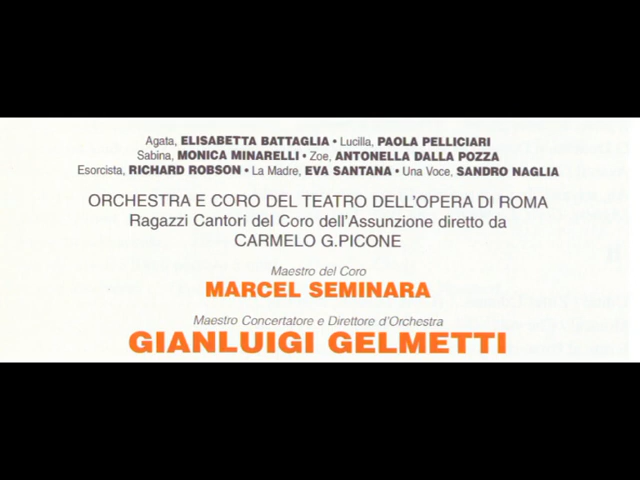 Agata, ELISABETTA BATTAGLIA • Lucilla, PAOLA PELLICIARI
Sabina, MONICA MINARELLI • Zoe, ANTONELLA DALLA POZZA
Esorcista, RICHARD ROBSON • La Madre, EVA SANTANA • Una Voce, SANDRO NAGLIA
ORCHESTRA E CORO DEL TEATRO DELL'OPERA DI ROMA
Ragazzi Cantori del Coro dell'Assunzione diretto da
CARMELO G.PICONE
Maestro del Coro
MARCEL SEMINARA
Maestro Concertatore e Direttore d'Orchestra
GIANLUIGI GELMETTI